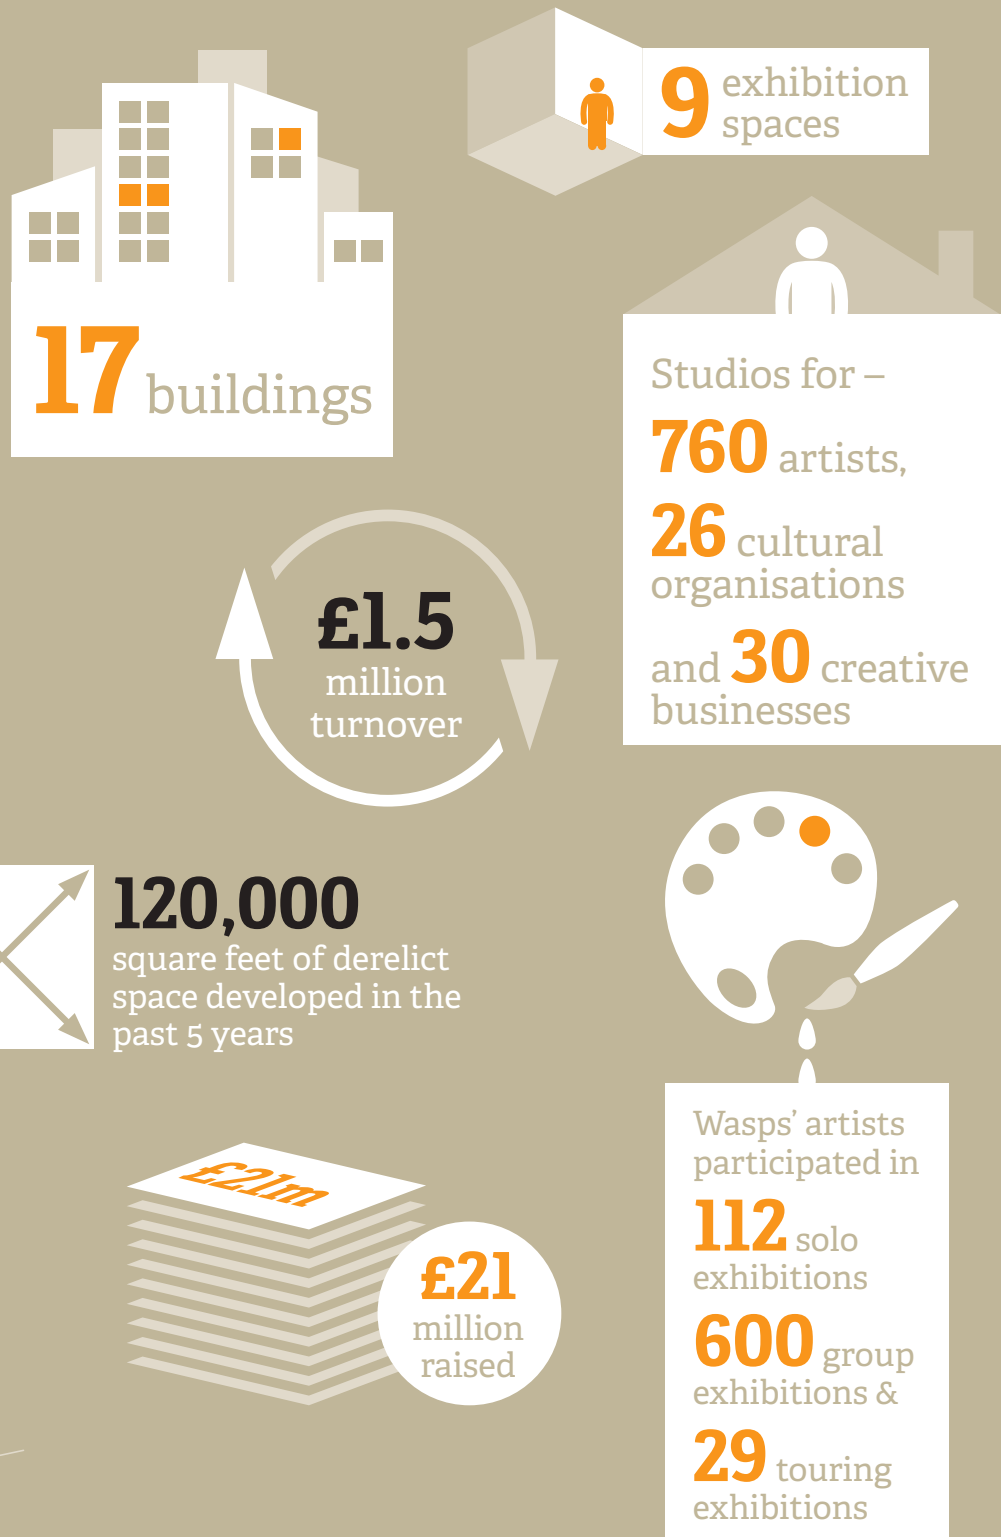 9 exhibition
spaces
17 buildings
Studios for –
760 artists,
26 cultural
organisations
and 30 creative
businesses
£1.5
million
turnover
120,000
square feet of derelict
space developed in the
past 5 years
£21m
£21
million
raised
Wasps’ artists
participated in
112 solo
exhibitions
600 group
exhibitions &
29 touring
exhibitions